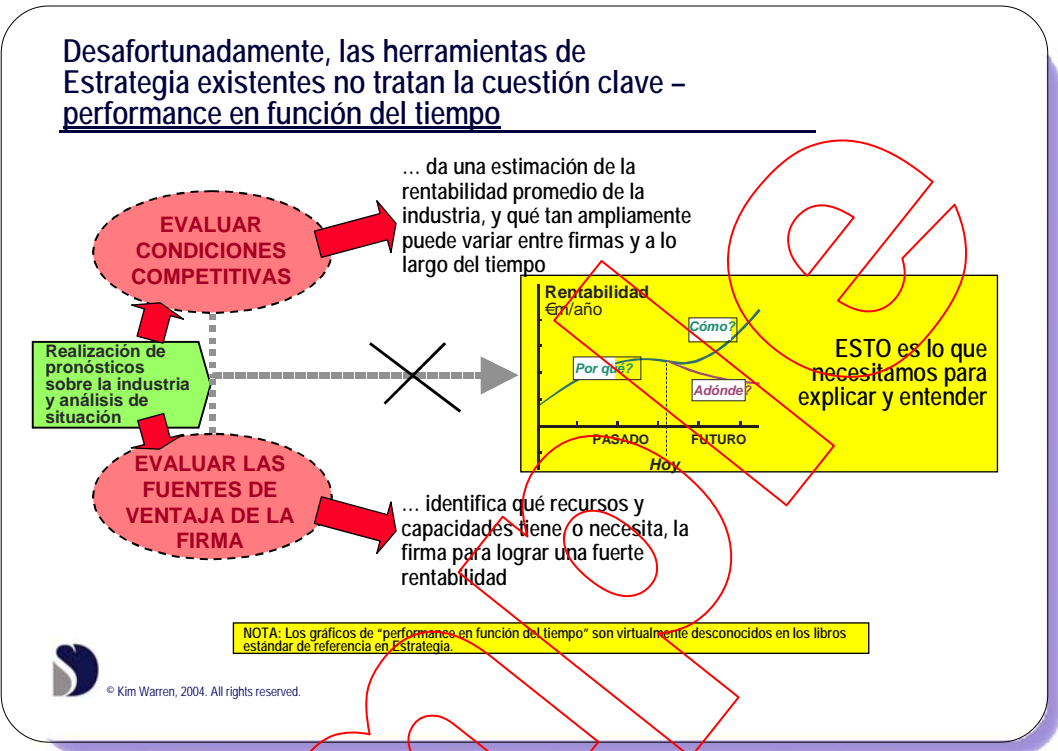 Desafortunadamente, las herramientas de
Estrategia existentes no tratan la cuestión clave –
performance en función del tiempo
… da una estimación de la
rentabilidad promedio de la
industria, y qué tan ampliamente
puede variar entre firmas y a lo
largo del tiempo
EVALUAR
CONDICIONES
COMPETITIVAS
Rentabilidad
€m/año
Cómo?
Por qué?
Adónde?
PASADO
FUTURO
Hoy
ESTO es lo que
necesitamos para
explicar y entender
Realización de
pronósticos
sobre la industria
y análisis de
situación
EVALUAR LAS
FUENTES DE
VENTAJA DE LA
FIRMA
… identifica qué recursos y
capacidades tiene, o necesita, la
firma para lograr una fuerte
rentabilidad
NOTA: Los gráficos de “performance en función del tiempo” son virtualmente desconocidos en los libros
estándar de referencia en Estrategia.
© Kim Warren, 2004. All rights reserved.